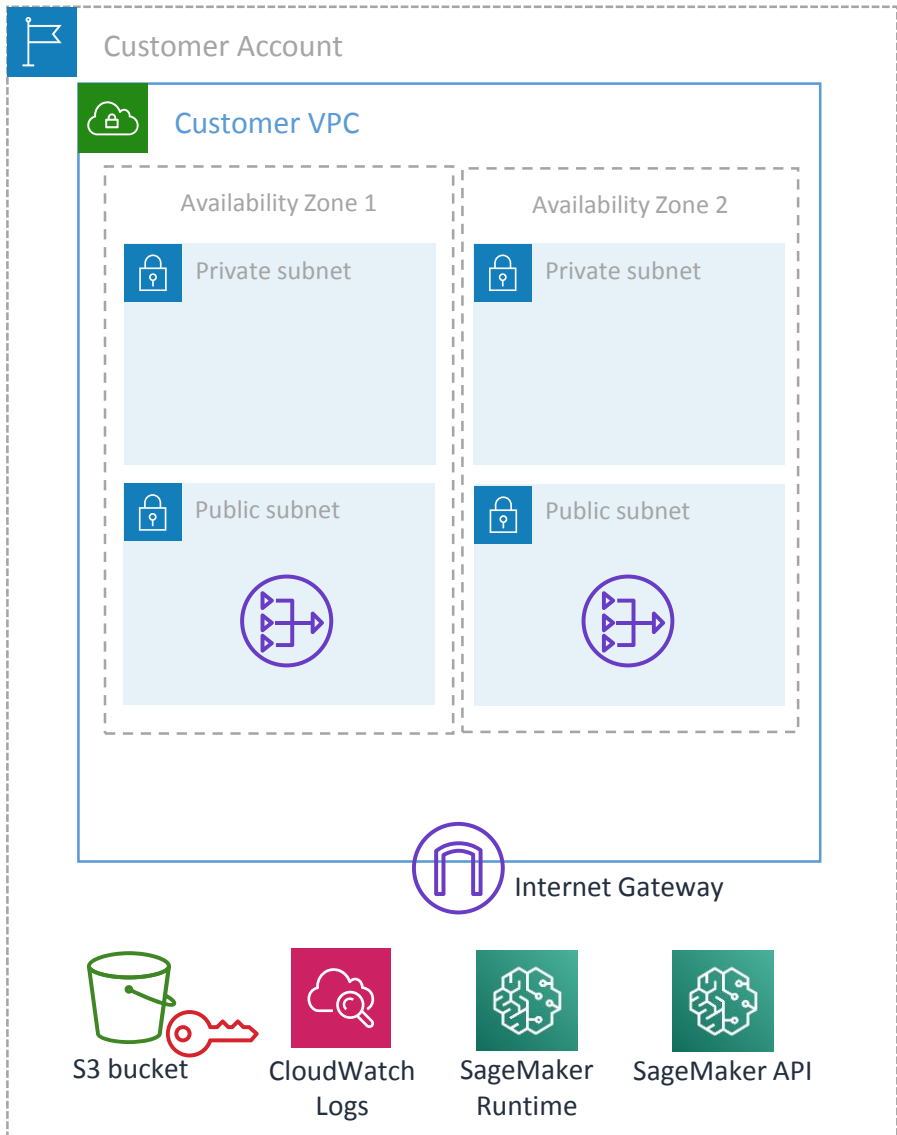 Customer Account
Customer VPC
Availability Zone 1
Availability Zone 2
Private subnet
Private subnet
Public subnet
Public subnet
Internet Gateway
S3 bucket
CloudWatch
Logs
SageMaker
Runtime
SageMaker API